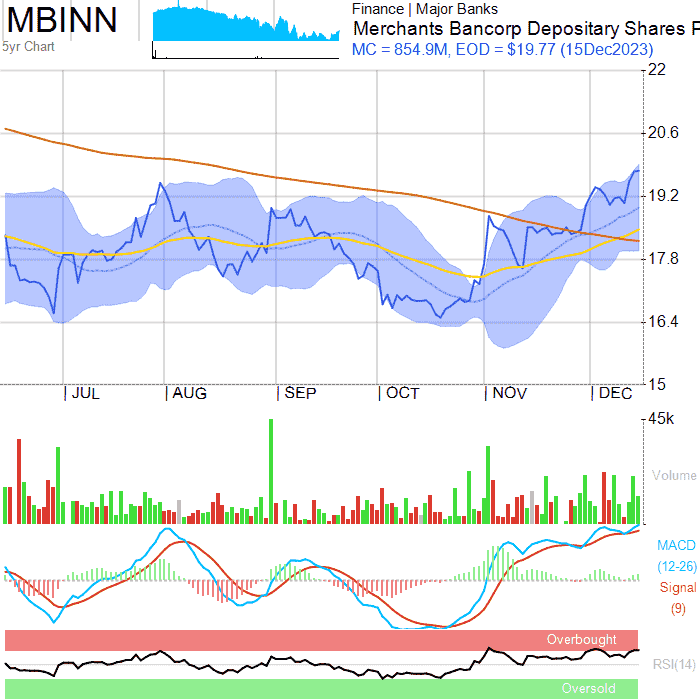 MBINN
5yr Chart
Finance | Major Banks
Merchants Bancorp Depositary Shares P
MC = 854.9M, EOD = $19.77 (15Dec2023)
22
20.6
19.2
17.8
16.4
15
JUL AUG SEP OCT NOV DEC
45k
Volume
MACD
(12-26)
Signal
(9)
Overbought
RSI(14)
Oversold